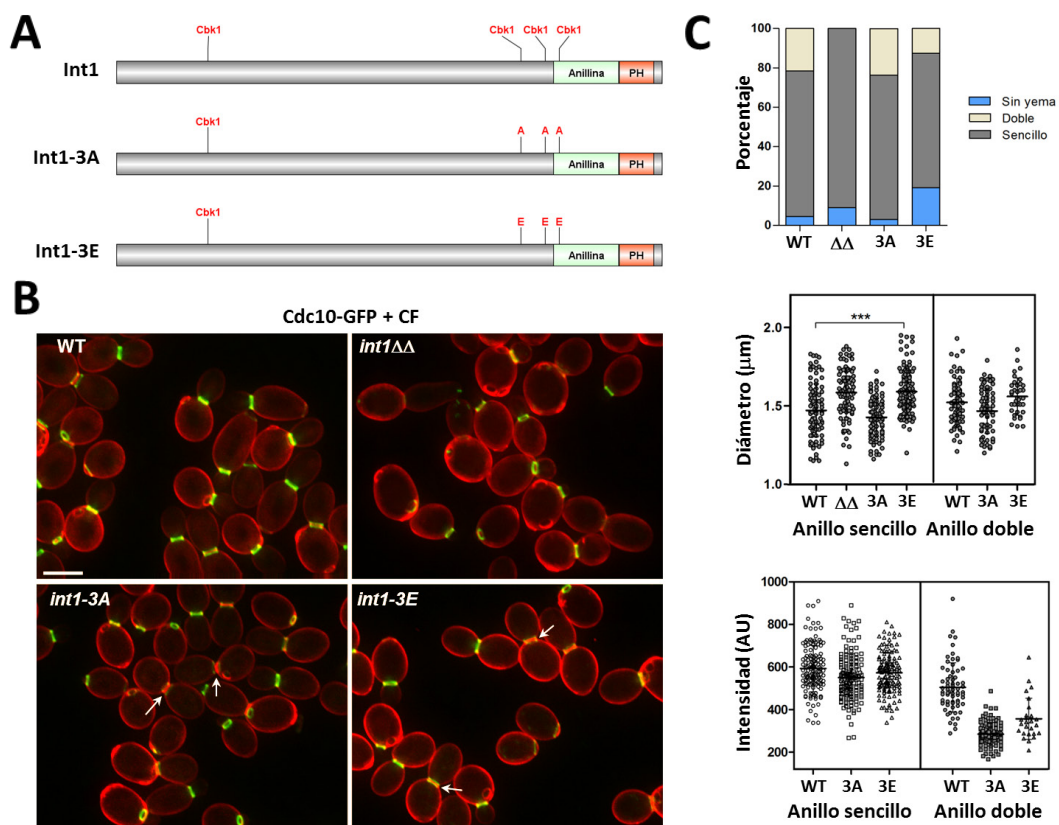 A
Cbk1 Cbk1 Cbk1 Cbk1
Int1 Anillina PH
Cbk1 A A A
Int1-3A Anillina PH
Cbk1 E E E
Int1-3E Anillina PH
B
Cdc10-GFP + CF
WT int1ΔΔ
int1-3A int1-3E
C
100
80
60
40
20
0
Porcentaje
WT ΔΔ 3A 3E
Sin yema
Doble
Sencillo
2.0
1.5
1.0
Diámetro (μm)
***
WT ΔΔ 3A 3E WT 3A 3E
Anillo sencillo Anillo doble
1000
800
600
400
200
Intensidad (AU)
WT 3A 3E WT 3A 3E
Anillo sencillo Anillo doble